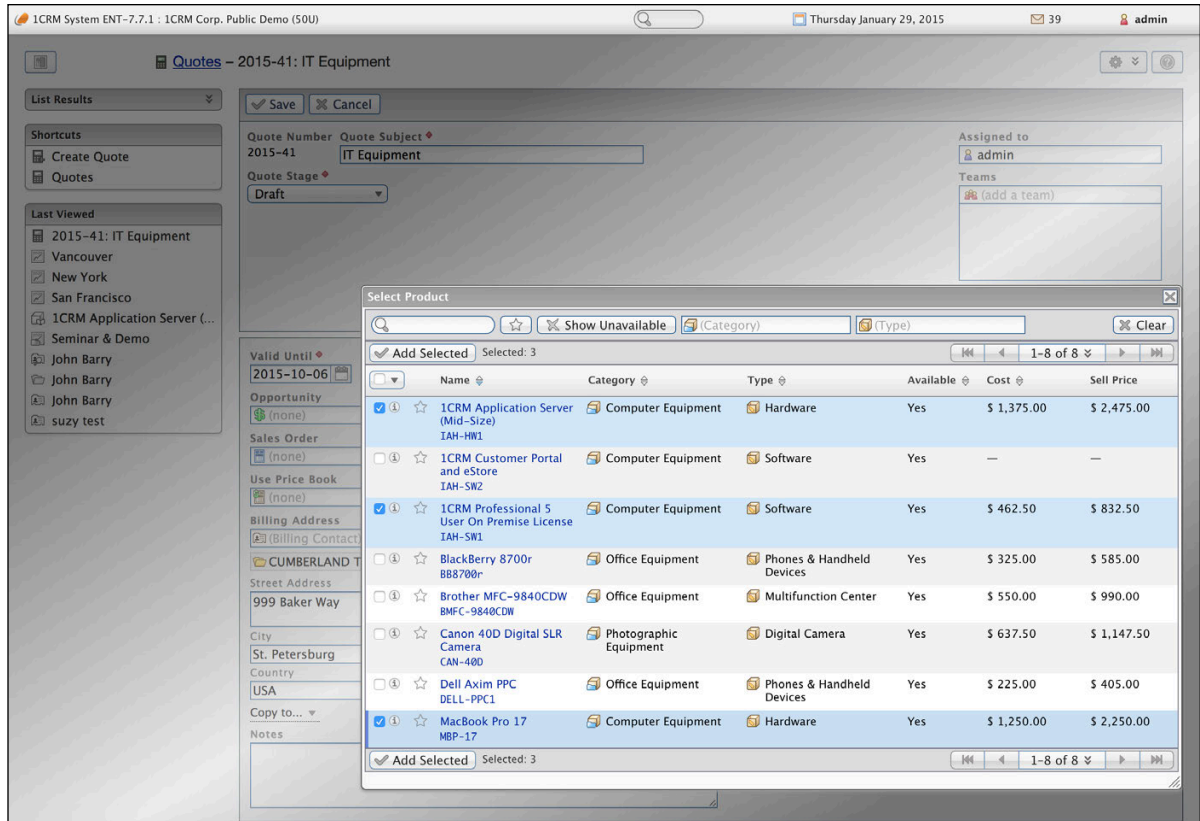 1CRM System ENT-7.7.1 : 1CRM Corp. Public Demo (50U) Thursday January 29, 2015 39 admin
Quotes – 2015-41: IT Equipment
List Results
Shortcuts
Create Quote
Quotes
Last Viewed
2015-41: IT Equipment
Vancouver
New York
San Francisco
1CRM Application Server (...
Seminar & Demo
John Barry
John Barry
John Barry
suzy test
Save Cancel
Quote Number Quote Subject
2015-41 IT Equipment
Quote Stage
Draft
Assigned to
admin
Teams
(add a team)
Valid Until
2015-10-06
Opportunity
(none)
Sales Order
(none)
Use Price Book
(none)
Billing Address
(Billing Contact)
CUMBERLAND T
Street Address
999 Baker Way
City
St. Petersburg
Country
USA
Copy to...
Notes
Select Product
Show Unavailable (Category) (Type) Clear
Add Selected Selected: 3 1-8 of 8
Name Category Type Available Cost Sell Price
1CRM Application Server Computer Equipment Hardware Yes $ 1,375.00 $ 2,475.00
(Mid-Size)
IAH-HW1
1CRM Customer Portal Computer Equipment Software Yes — —
and eStore
IAH-SW2
1CRM Professional 5 Computer Equipment Software Yes $ 462.50 $ 832.50
User On Premise License
IAH-SW1
BlackBerry 8700r Office Equipment Phones & Handheld Yes $ 325.00 $ 585.00
BB8700r Devices
Brother MFC-9840CDW Office Equipment Multifunction Center Yes $ 550.00 $ 990.00
BMFC-9840CDW
Canon 40D Digital SLR Photographic Digital Camera Yes $ 637.50 $ 1,147.50
Camera Equipment
CAN-40D
Dell Axim PPC Office Equipment Phones & Handheld Yes $ 225.00 $ 405.00
DELL-PPC1 Devices
MacBook Pro 17 Computer Equipment Hardware Yes $ 1,250.00 $ 2,250.00
MBP-17
Add Selected Selected: 3 1-8 of 8